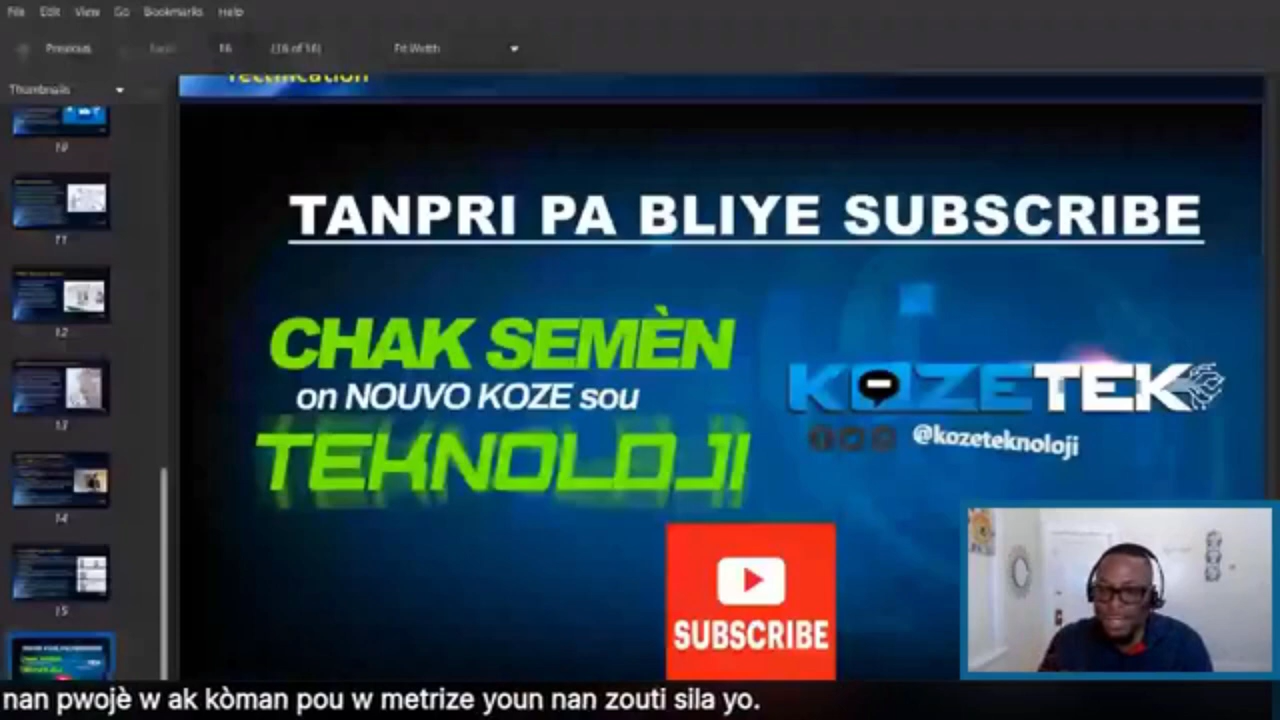 File Edit View Go Bookmarks Help
Previous 16 (16 of 16) Fit Width
Thumbnails
rectification
10
11
12
13
14
15
TANPRI PA BLIYE SUBSCRIBE
CHAK SEMÈN
on NOUVO KOZE sou
TEKNOLOJI
KOZETEK
@kozeteknoloji
SUBSCRIBE
nan pwojè w ak kòman pou w metrize youn nan zouti sila yo.